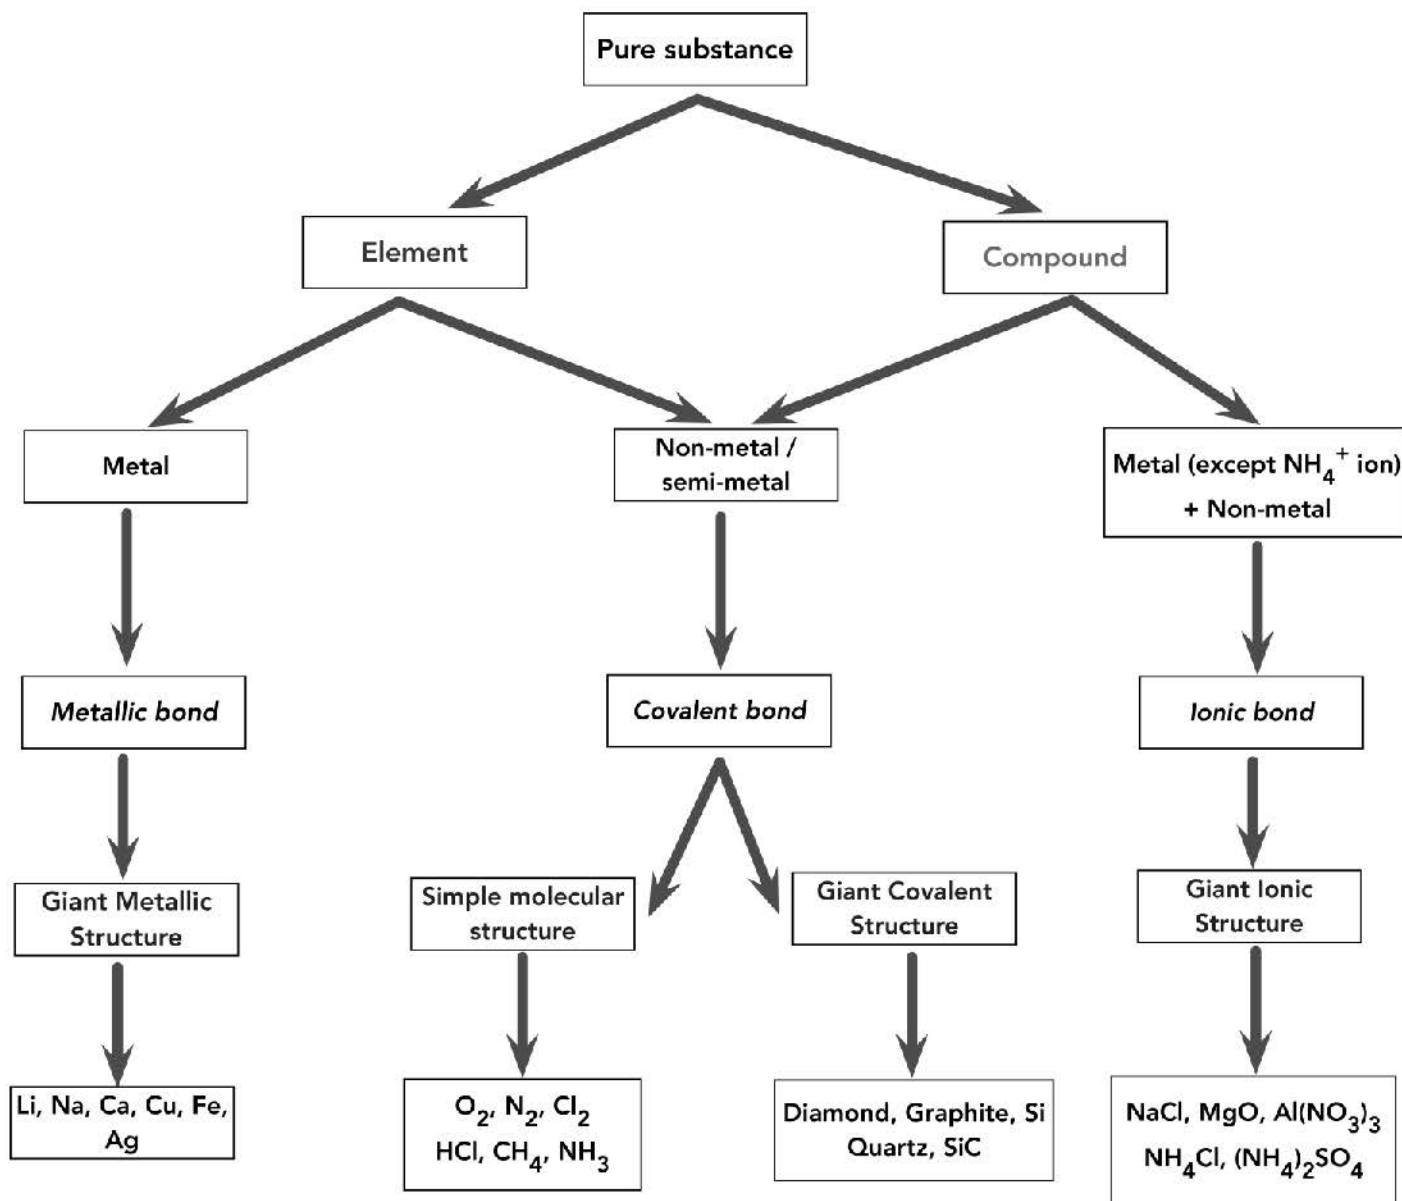 Pure substance
Element
Compound
Metal
Non-metal /
semi-metal
Metal (except NH₄⁺ ion)
+ Non-metal
Metallic bond
Covalent bond
Ionic bond
Giant Metallic
Structure
Simple molecular
structure
Giant Covalent
Structure
Giant Ionic
Structure
Li, Na, Ca, Cu, Fe,
Ag
O₂, N₂, Cl₂
HCl, CH₄, NH₃
Diamond, Graphite, Si
Quartz, SiC
NaCl, MgO, Al(NO₃)₃
NH₄Cl, (NH₄)₂SO₄